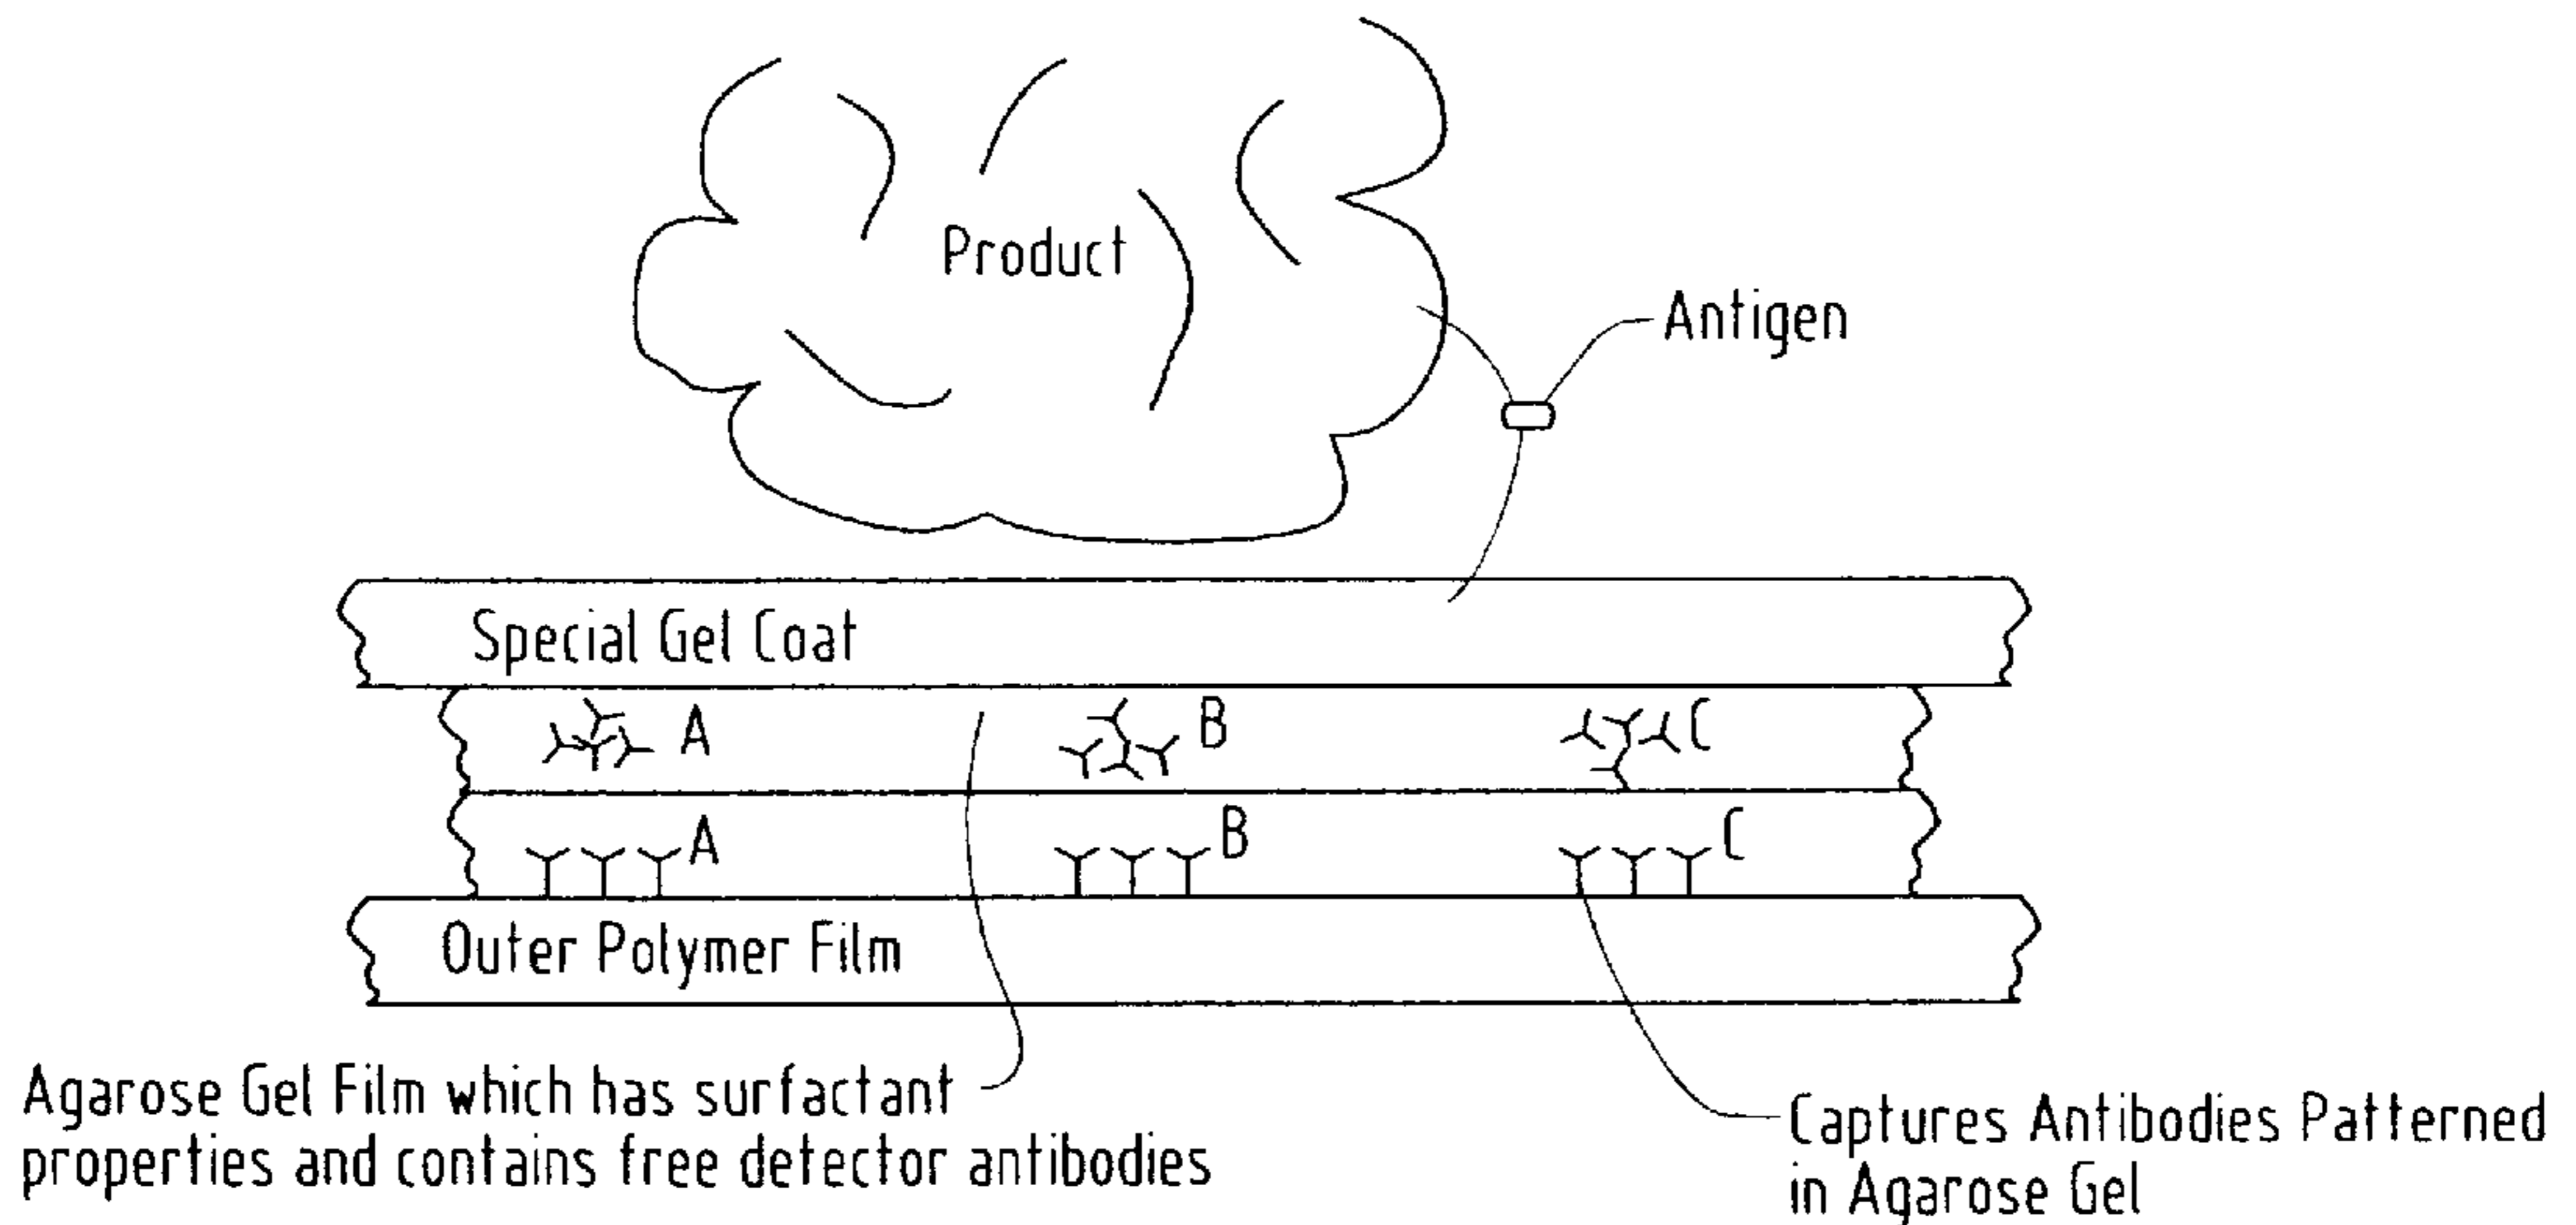 Product
Antigen
Special Gel Coat
A B C
A B C
Outer Polymer Film
Agarose Gel Film which has surfactant
properties and contains free detector antibodies
Captures Antibodies Patterned
in Agarose Gel